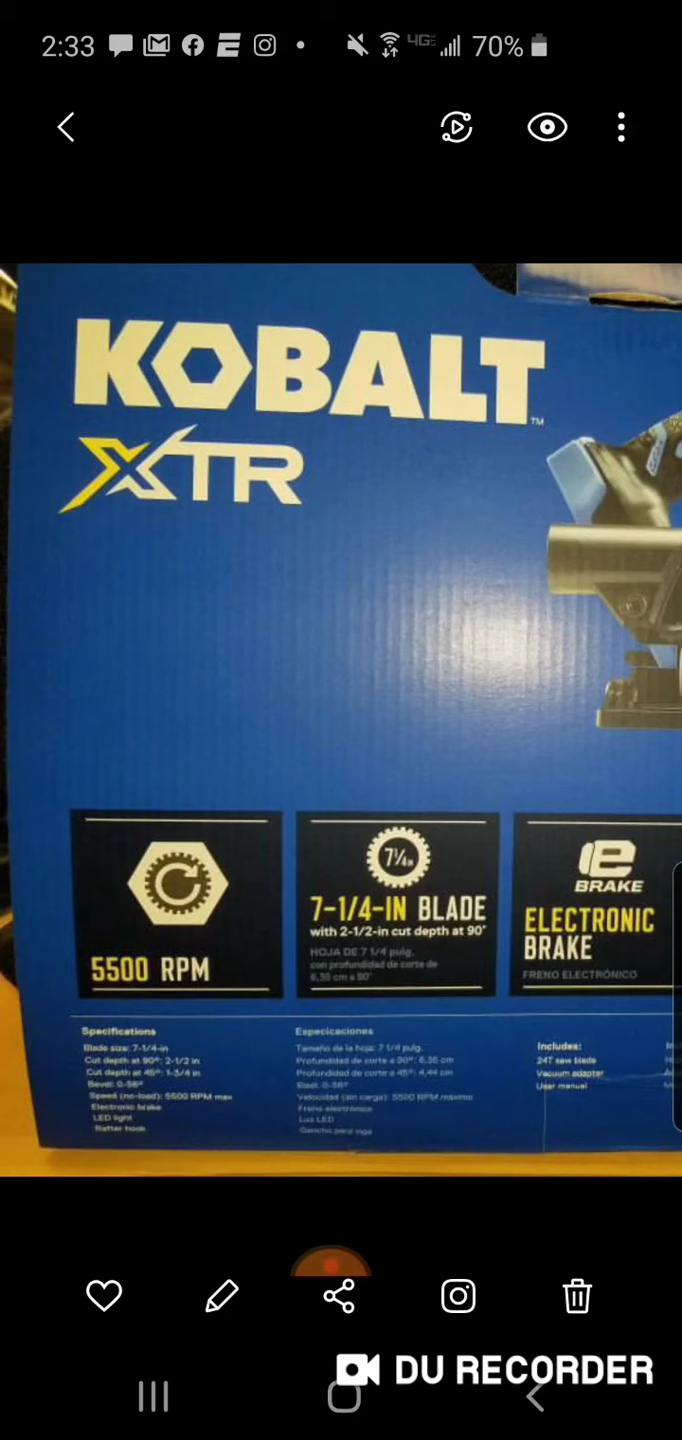 2:33
4GE
70%
KOBALT
TM
XTR
5500 RPM
7 1/4 in
7-1/4-IN BLADE
with 2-1/2-in cut depth at 90°
HOJA DE 7 1/4 pulg.
con profundidad de corte de
6,35 cm a 90°
e
BRAKE
ELECTRONIC
BRAKE
FRENO ELECTRÓNICO
Specifications
Blade size: 7-1/4-in
Cut depth at 90°: 2-1/2 in
Cut depth at 45°: 1-3/4 in
Bevel: 0-56°
Speed (no-load): 5500 RPM max
Electronic brake
LED light
Rafter hook
Especicaciones
Tamaño de la hoja: 7 1/4 pulg.
Profundidad de corte a 90°: 6,35 cm
Profundidad de corte a 45°: 4,44 cm
Bisel: 0-56°
Velocidad (sin carga): 5500 RPM máximo
Freno electrónico
Luz LED
Gancho para viga
Includes:
24T saw blade
Vacuum adapter
User manual
DU RECORDER